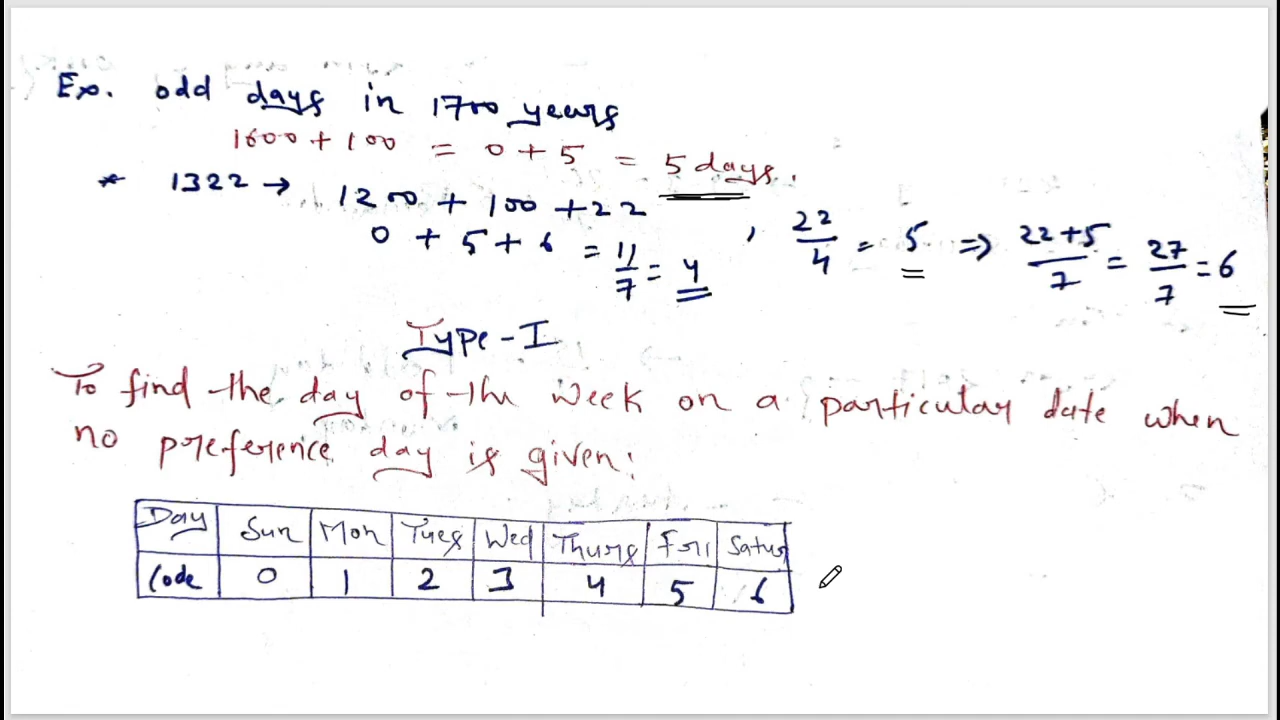 Ex. odd days in 1700 years
1600 + 100 = 0 + 5 = 5 days.
* 1322 → 1200 + 100 + 22
0 + 5 + 6 = 11/7 = 4 , 22/4 = 5 ⇒ 22+5/7 = 27/7 = 6
Type - I
To find the day of the week on a particular date when
no preference day is given:
Day Sun Mon Tues Wed Thurs Fri Satur
Code 0 1 2 3 4 5 6